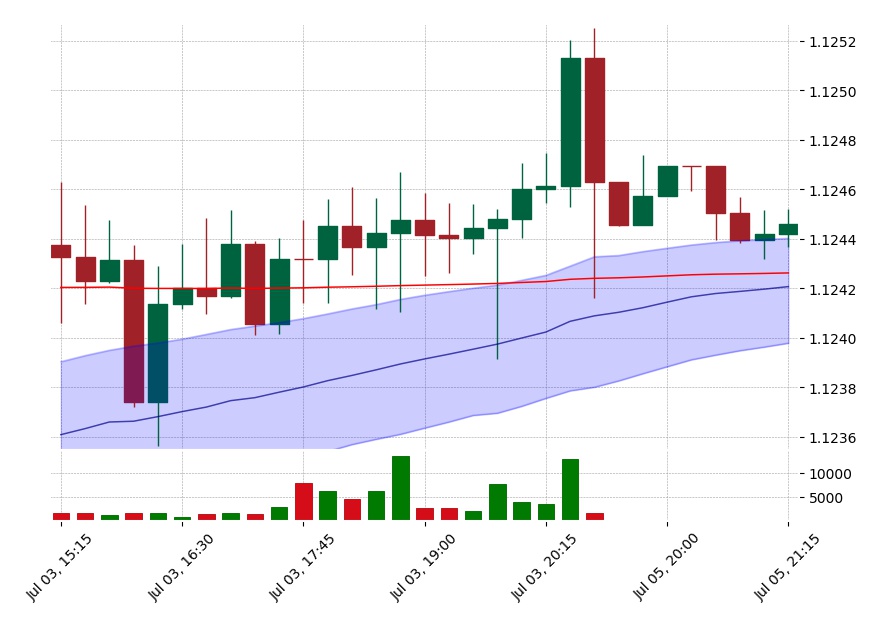 1.1252
1.1250
1.1248
1.1246
1.1244
1.1242
1.1240
1.1238
1.1236
10000
5000
Jul 03, 15:15
Jul 03, 16:30
Jul 03, 17:45
Jul 03, 19:00
Jul 03, 20:15
Jul 05, 20:00
Jul 05, 21:15